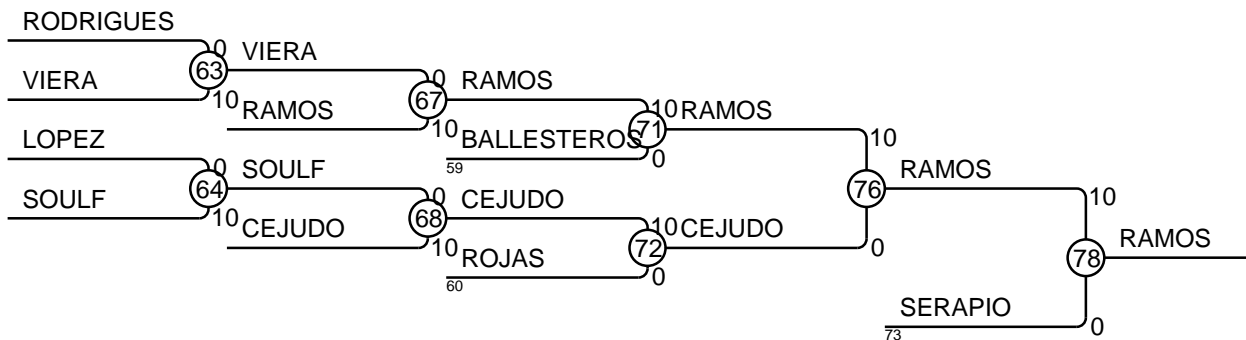 RODRIGUES
0 VIERA
63
VIERA 0 RAMOS
10 67
RAMOS 10 10 RAMOS
LOPEZ BALLESTEROS 71 10
0 SOULF 59 0
64 0 CEJUDO 76 RAMOS
SOULF 10 68 10 10
CEJUDO 10 72 CEJUDO 0 RAMOS
ROJAS 0 78
60
SERAPIO
73 0